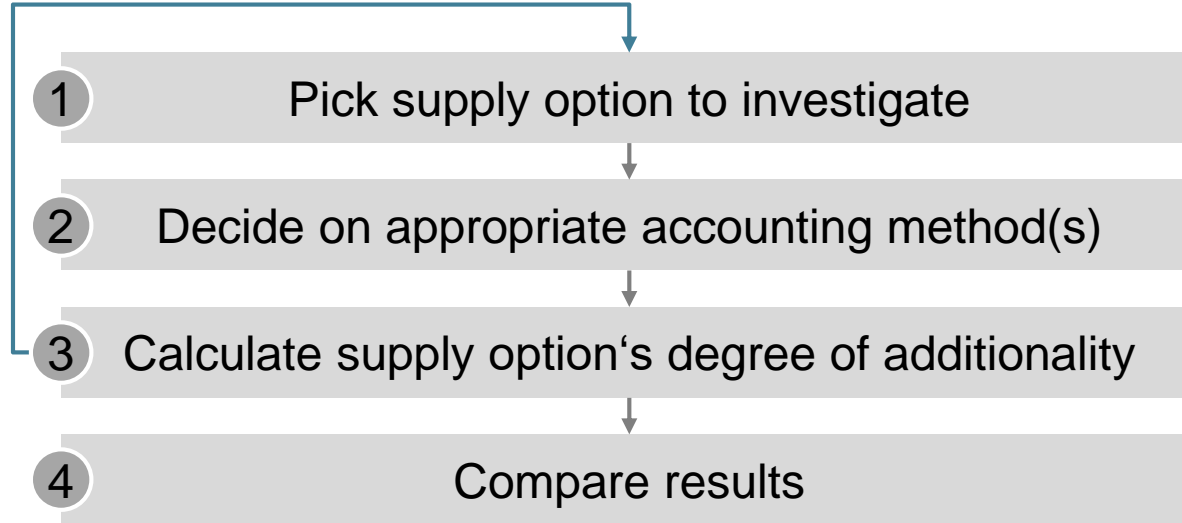 1 Pick supply option to investigate
2 Decide on appropriate accounting method(s)
3 Calculate supply option‘s degree of additionality
4 Compare results